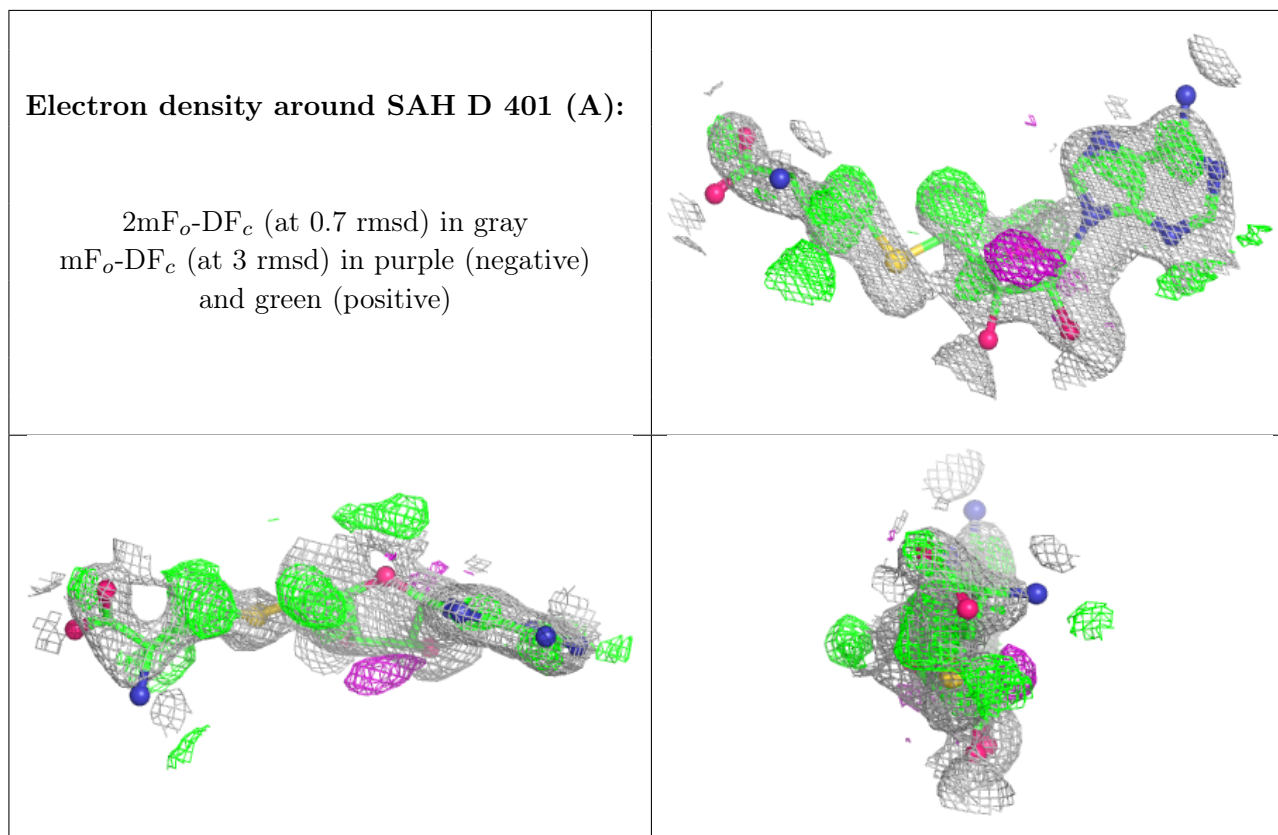 Electron density around SAH D 401 (A):
2mFo-DFc (at 0.7 rmsd) in gray
mFo-DFc (at 3 rmsd) in purple (negative)
and green (positive)